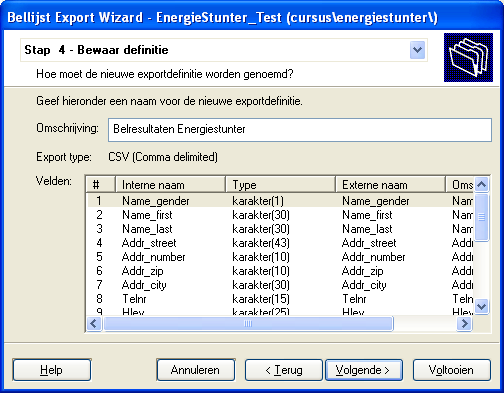 Bellijst Export Wizard - EnergieStunter_Test (cursus\energiestunter\)
Stap 4 - Bewaar definitie
Hoe moet de nieuwe exportdefinitie worden genoemd?
Geef hieronder een naam voor de nieuwe exportdefinitie.
Omschrijving: Belresultaten Energiestunter
Export type: CSV (Comma delimited)
Velden: # Interne naam Type Externe naam Oms
1 Name_gender karakter(1) Name_gender Nam
2 Name_first karakter(30) Name_first Nam
3 Name_last karakter(30) Name_last Nam
4 Addr_street karakter(43) Addr_street Addr
5 Addr_number karakter(10) Addr_number Addr
6 Addr_zip karakter(10) Addr_zip Addr
7 Addr_city karakter(30) Addr_city Addr
8 Telnr karakter(15) Telnr Telnr
9 Hlev karakter(25) Hlev Hlev
Help Annuleren < Terug Volgende > Voltooien